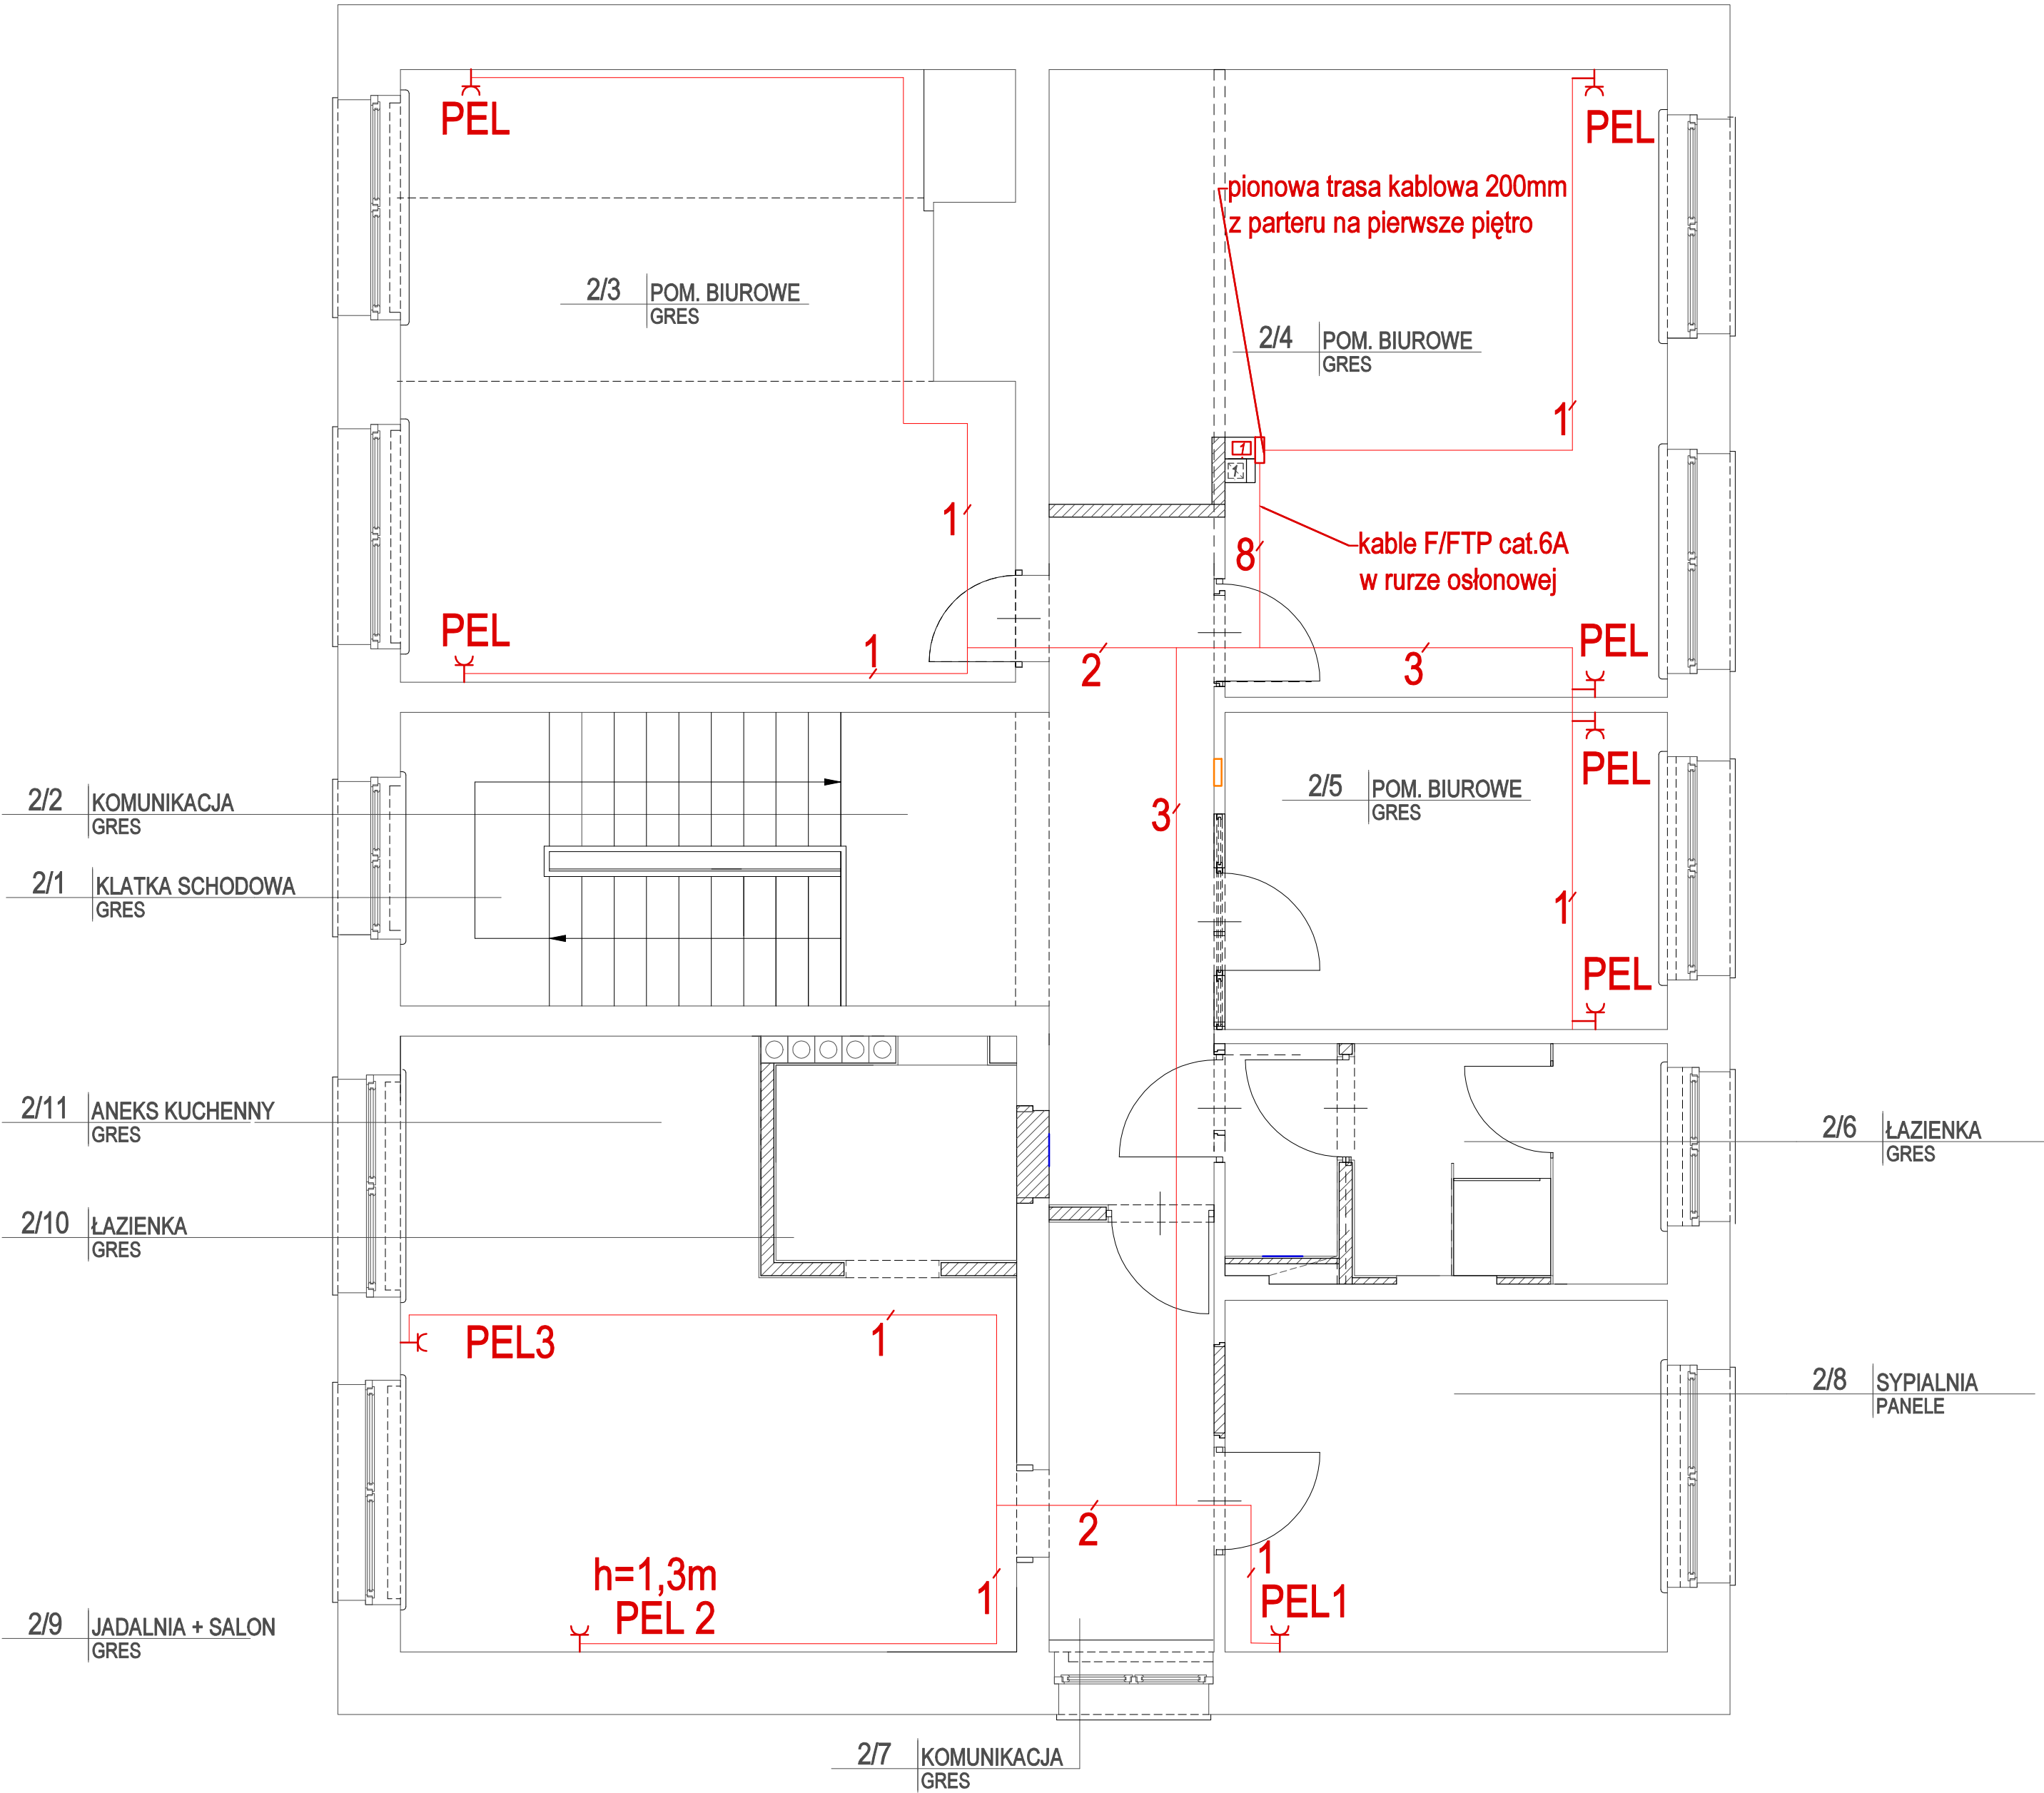 PEL
PEL
pionowa trasa kablowa 200mm
z parteru na pierwsze piętro
2/3 POM. BIUROWE
GRES
2/4 POM. BIUROWE
GRES
1
1
1
1
kable F/FTP cat.6A
w rurze osłonowej
8
PEL
1
2
3
PEL
PEL
2/5 POM. BIUROWE
GRES
2/2 KOMUNIKACJA
GRES
3
2/1 KLATKA SCHODOWA
GRES
1
PEL
2/11 ANEKS KUCHENNY
GRES
2/6 ŁAZIENKA
GRES
2/10 ŁAZIENKA
GRES
PEL3
1
2/8 SYPIALNIA
PANELE
2
h=1,3m
PEL 2
1
1
PEL1
2/9 JADALNIA + SALON
GRES
2/7 KOMUNIKACJA
GRES